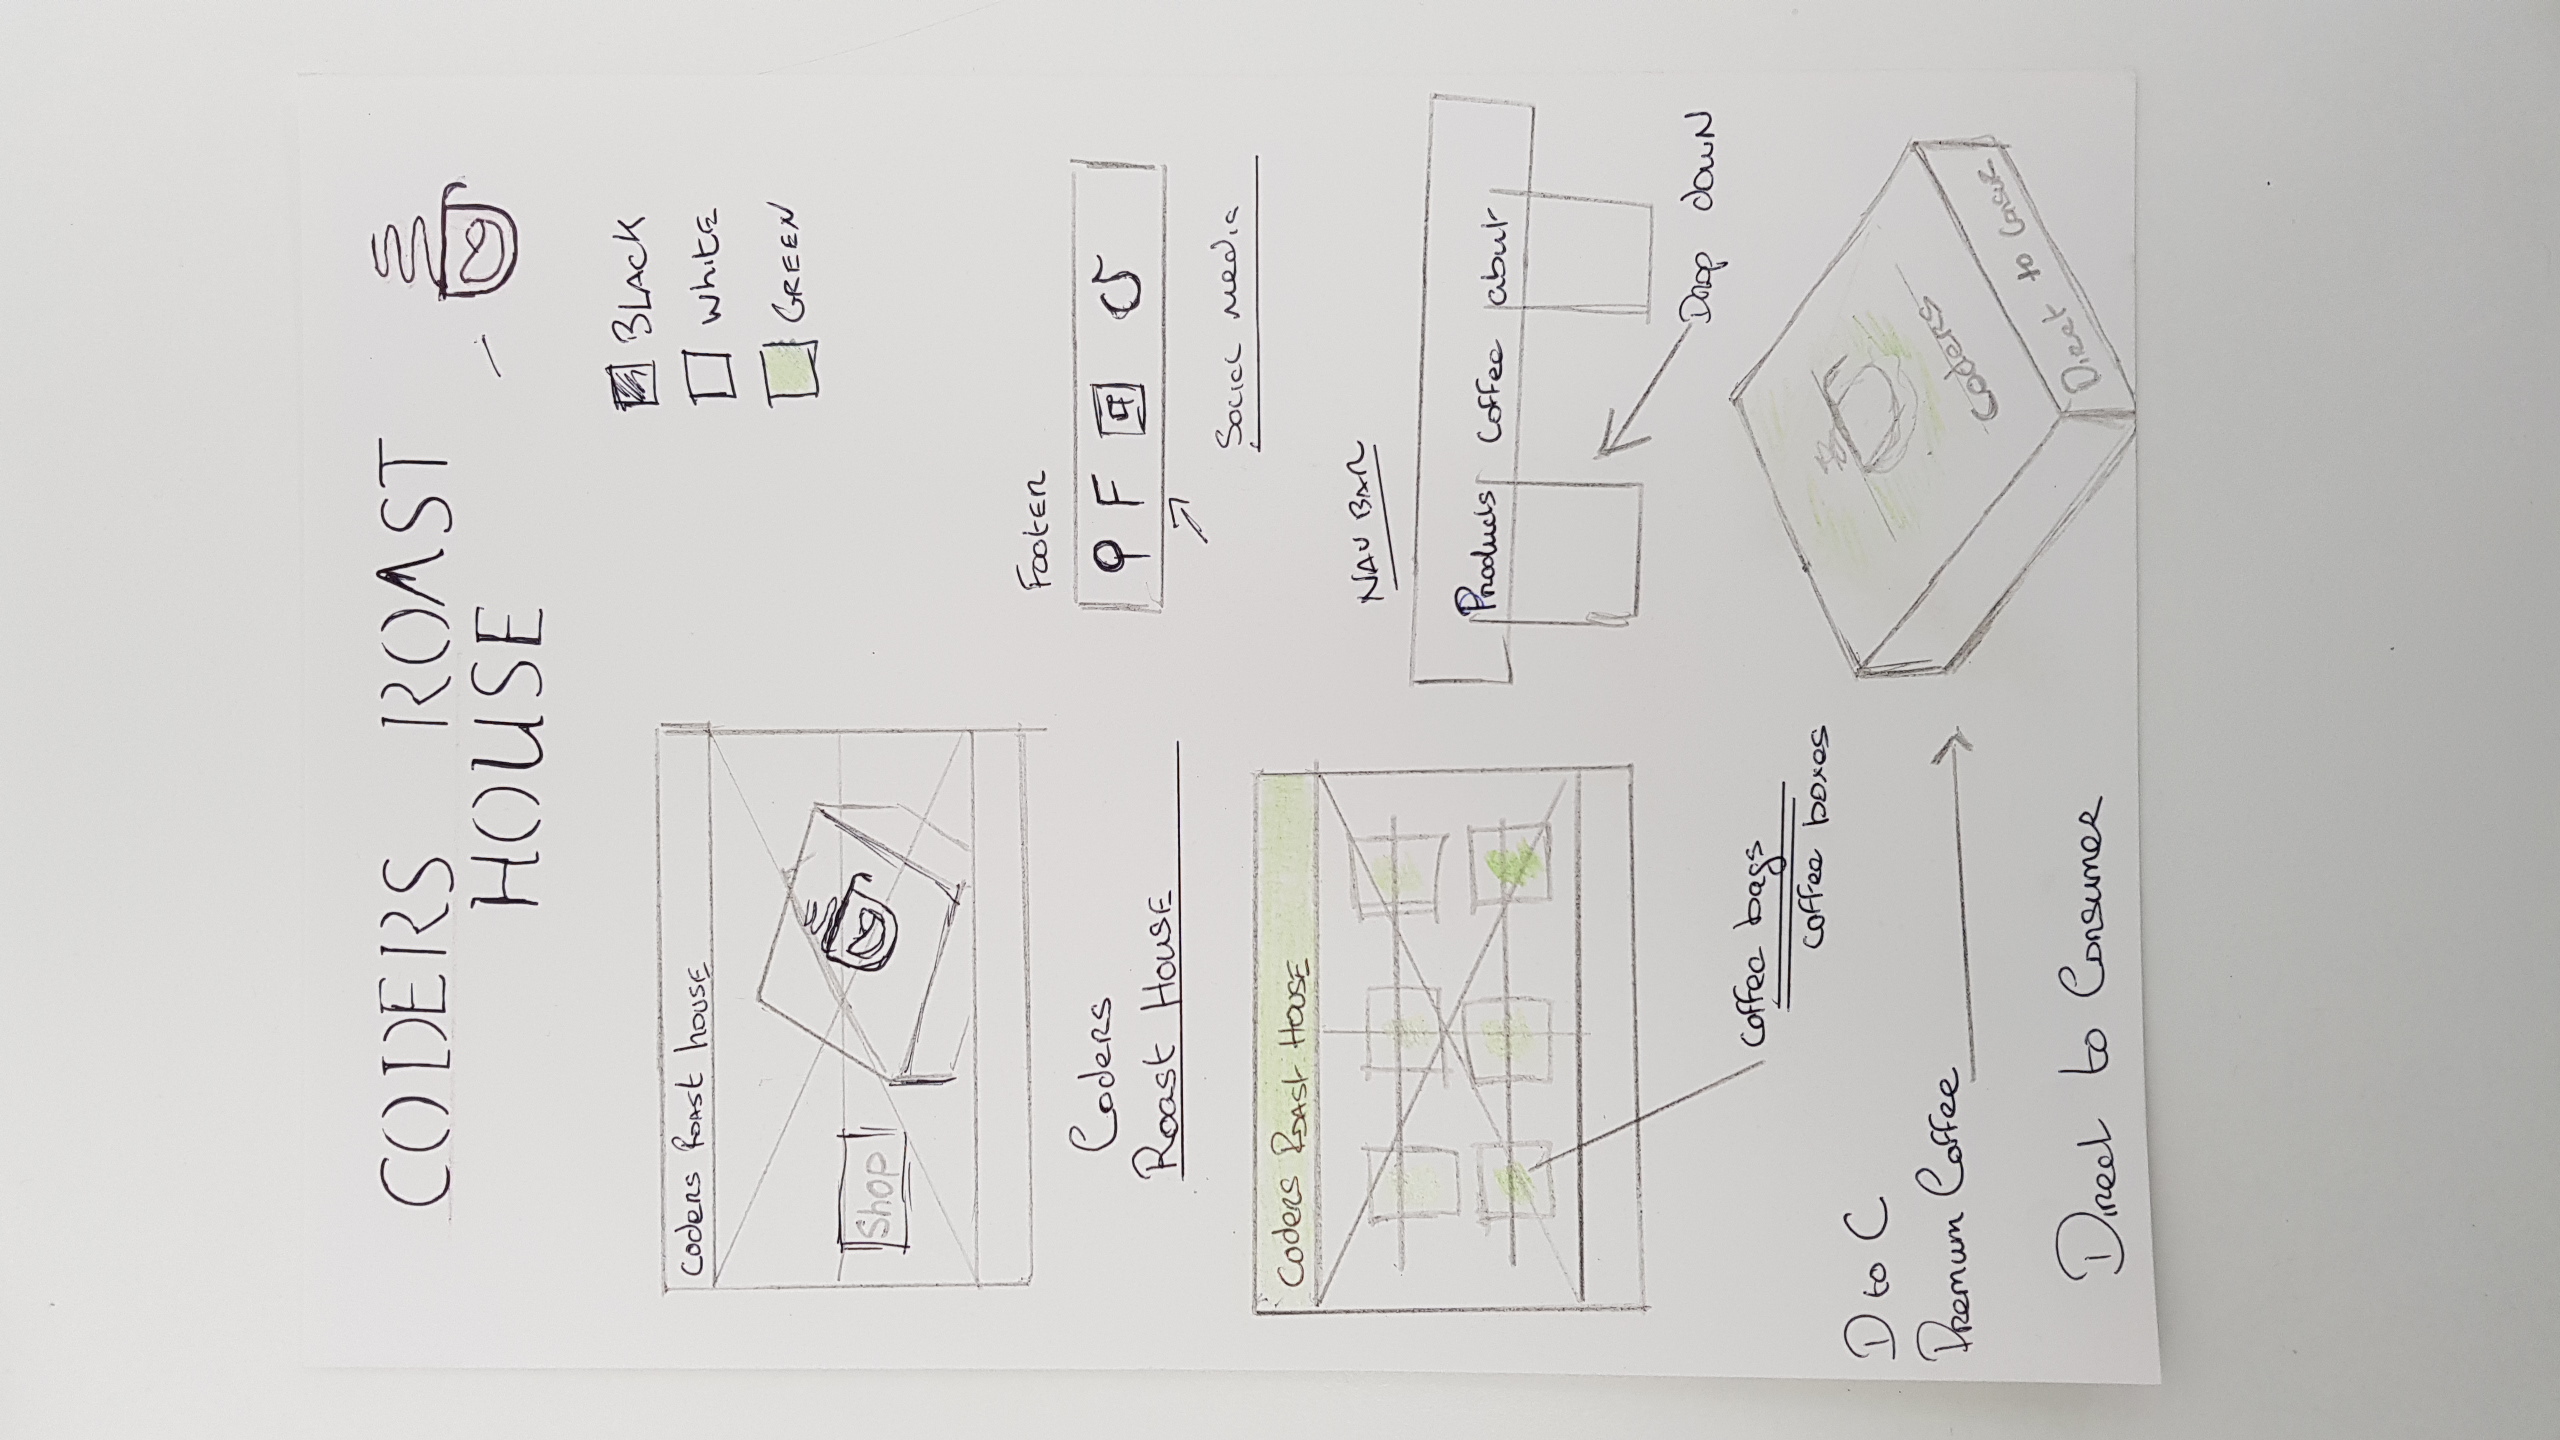 CODERS ROAST
HOUSE
BLACK
White
GREEN
Coders Roast house
Shop
Coders
Roast House
Footer
F
Social media
Coders Roast House
NAV BAR
Products Coffee abut
Drop down
Coffee bags
coffee boxes
D to C
Premum Coffee
Coders
Direct to Consur
Direct to Consumer